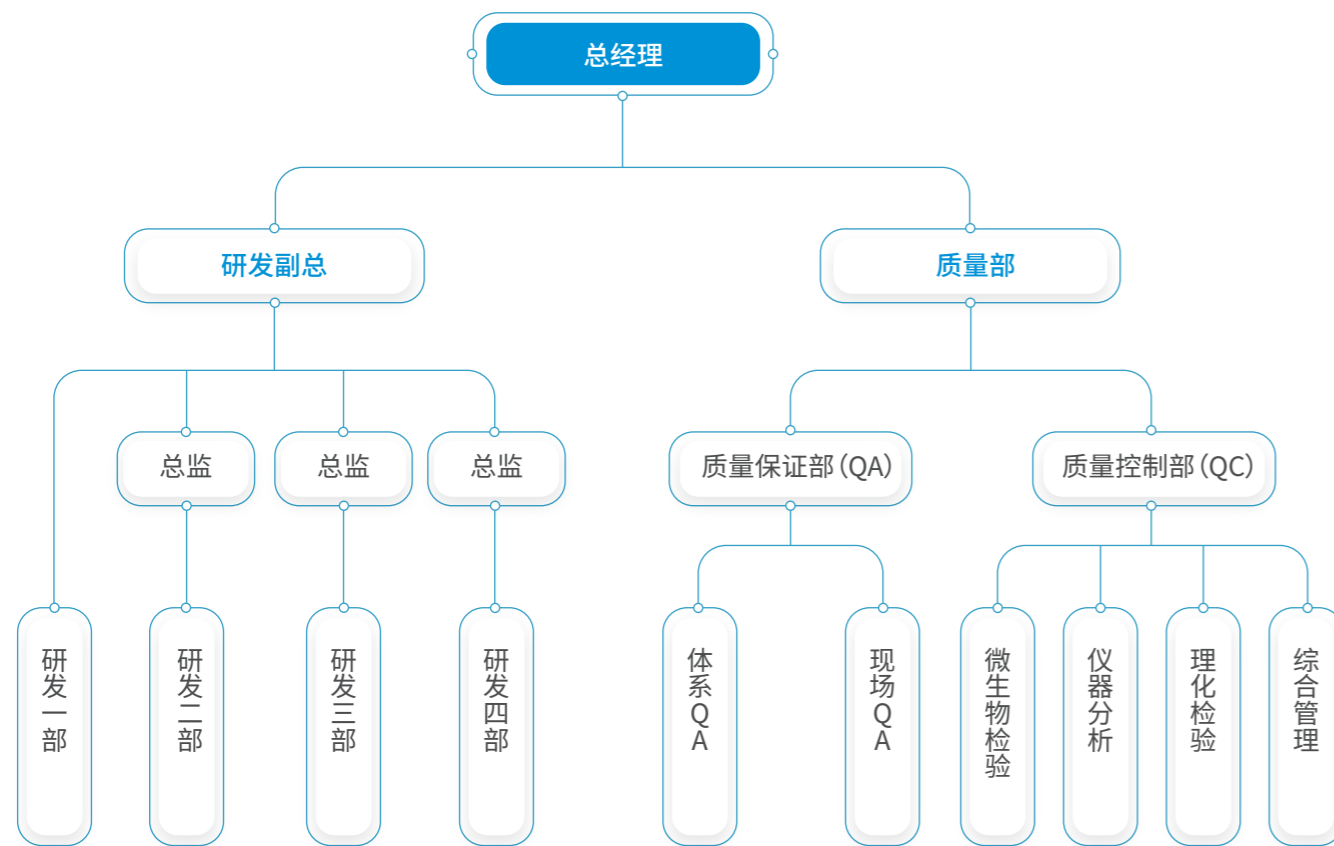 总经理
研发副总
质量部
总监
总监
总监
质量保证部（QA）
质量控制部（QC）
研发一部
研发二部
研发三部
研发四部
体系QA
现场QA
微生物检验
仪器分析
理化检验
综合管理